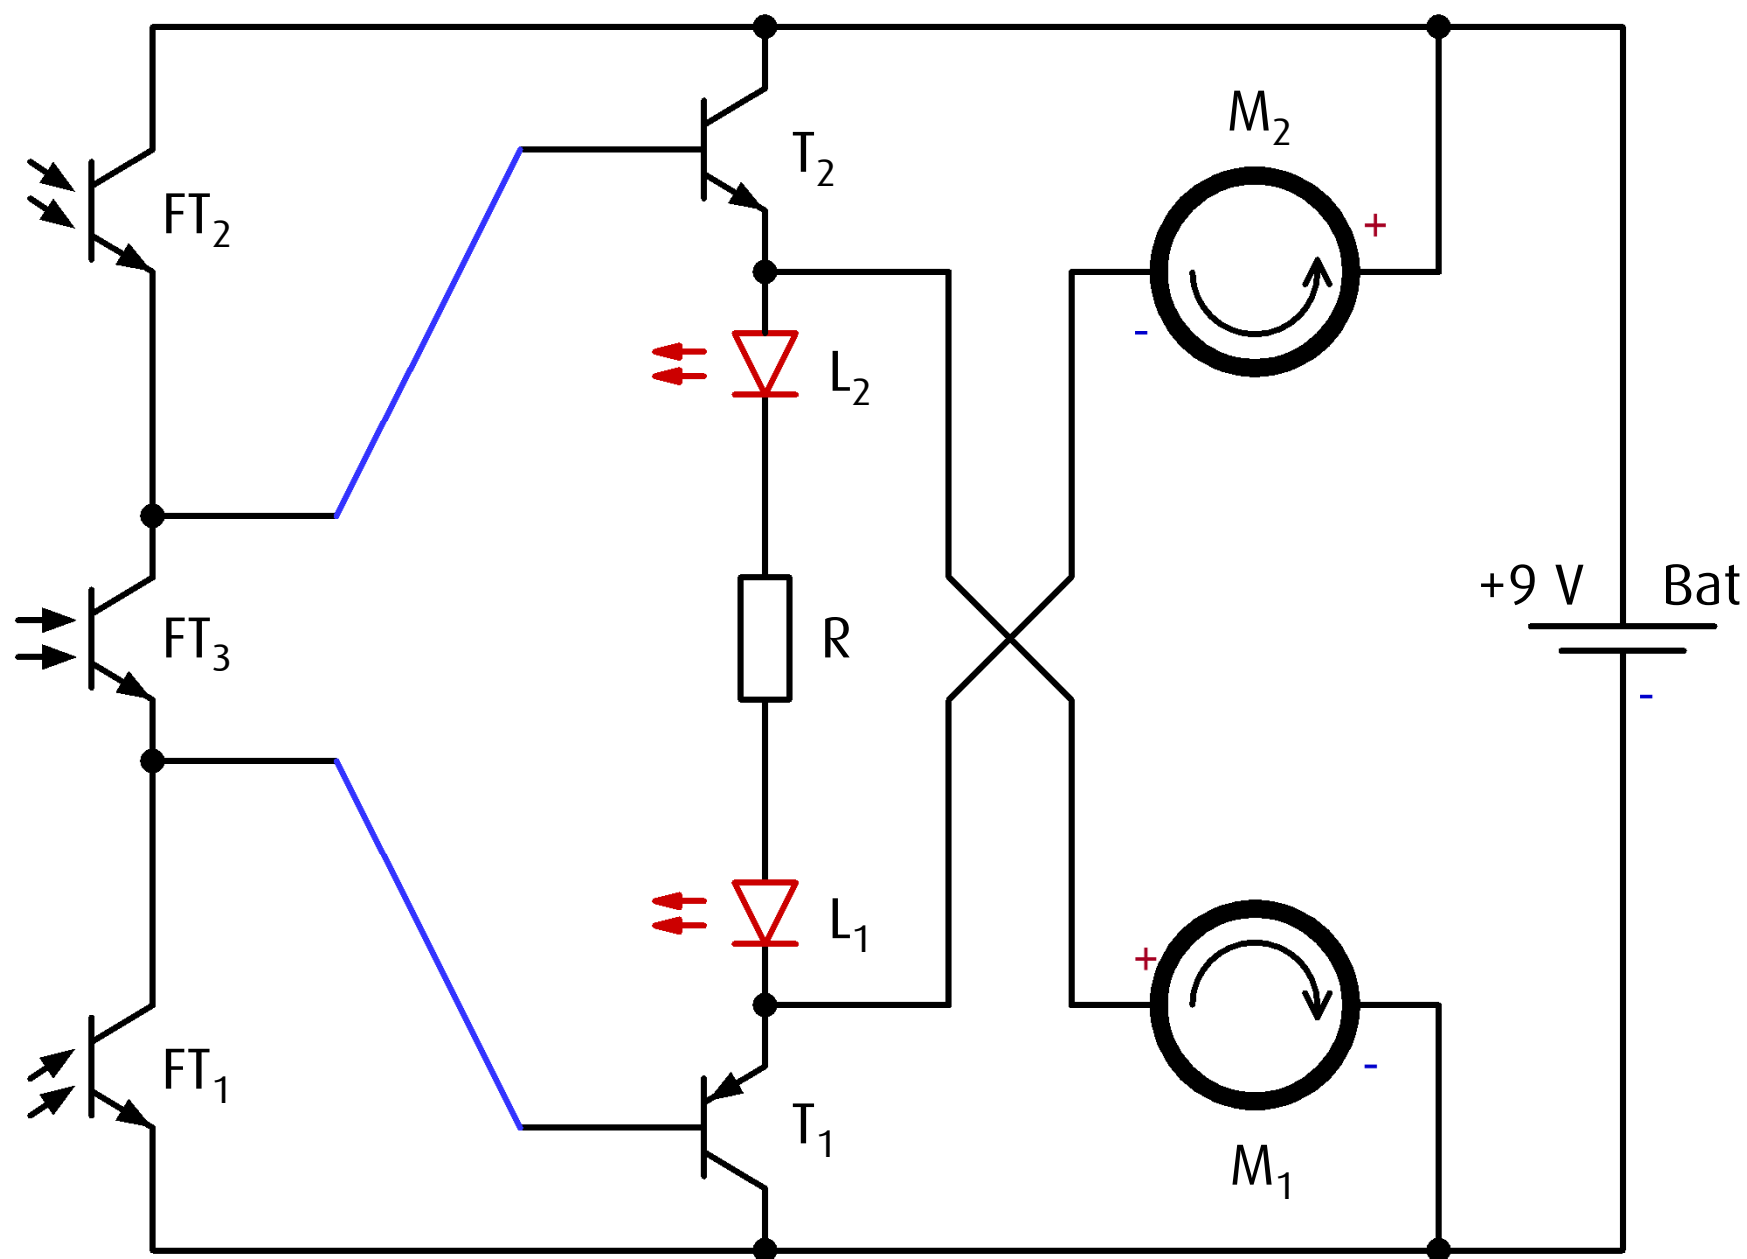 M₂
T₂
FT₂
+
-
L₂
+9 V
Bat
R
FT₃
-
L₁
+
FT₁
-
T₁
M₁